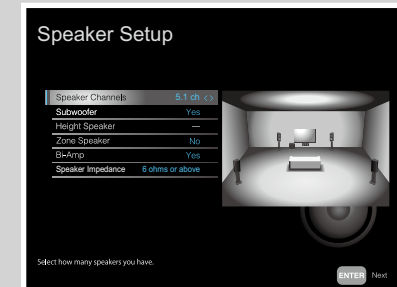 Speaker Setup
Speaker Channels 5.1 ch <>
Subwoofer Yes
Height Speaker —
Zone Speaker No
Bi-Amp Yes
Speaker Impedance 6 ohms or above
Select how many speakers you have.
ENTER Next